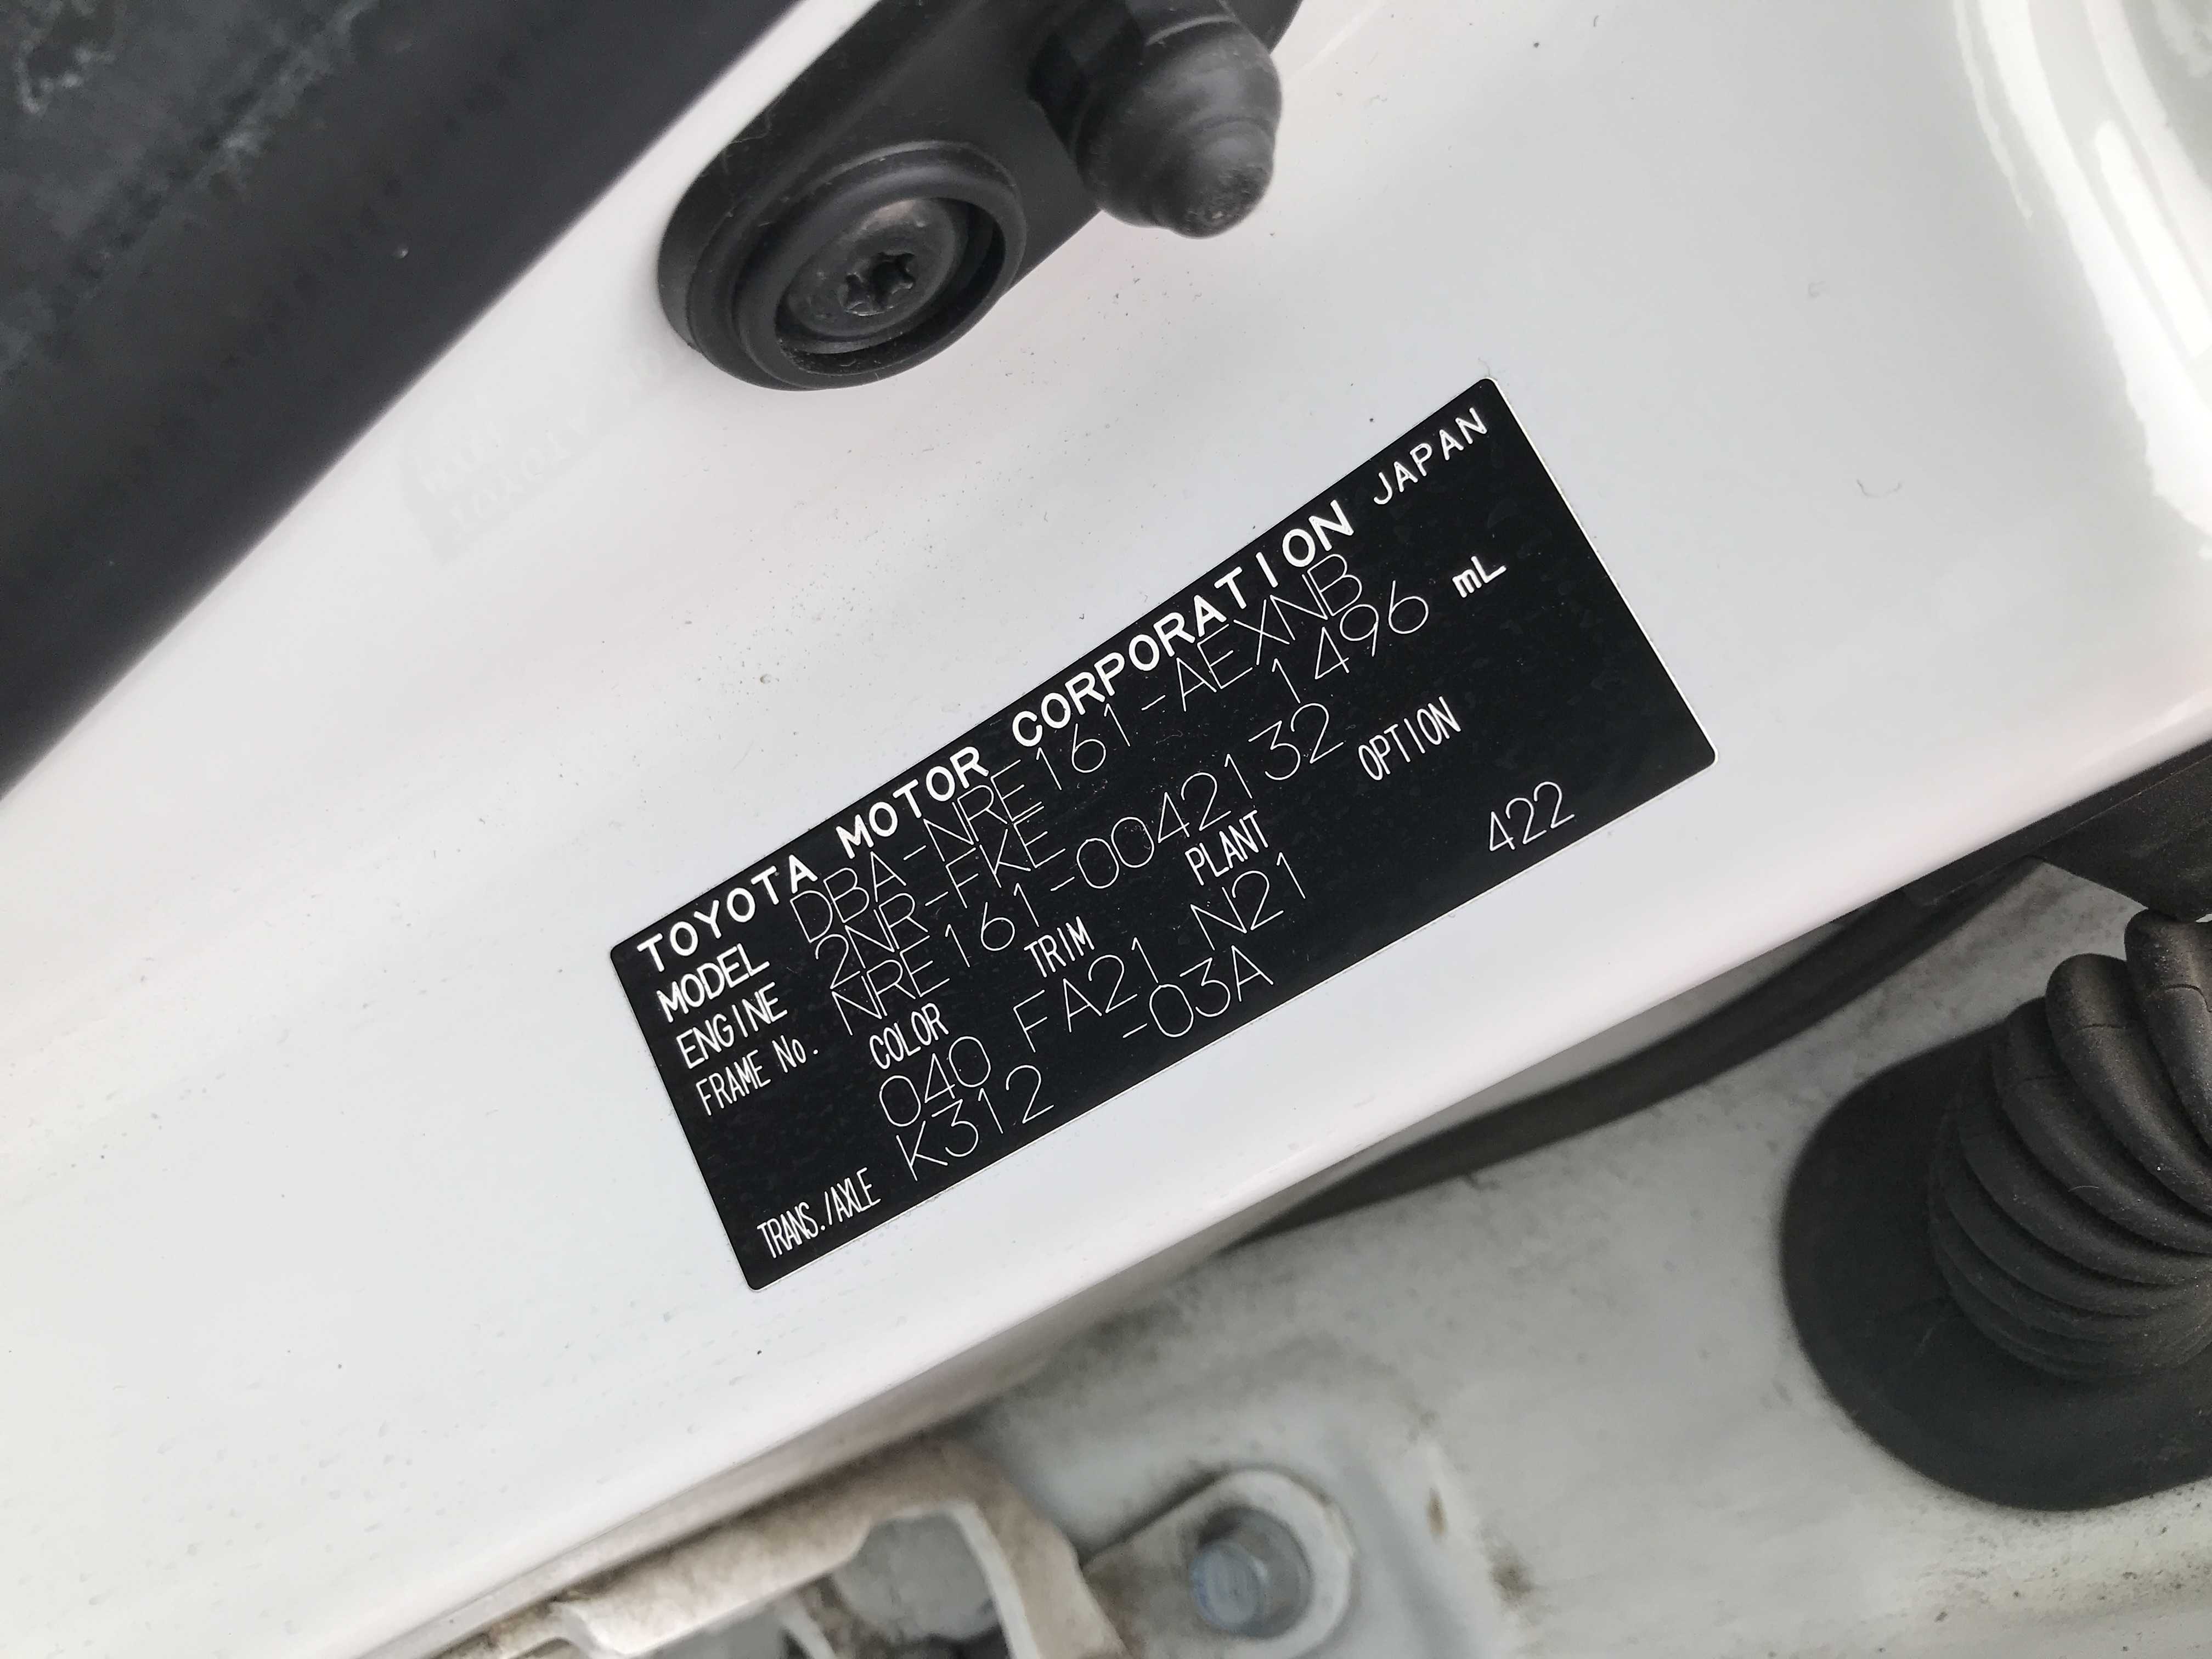 TOYOTA MOTOR CORPORATION JAPAN
MODEL DBA-NRE161-AEXNB
ENGINE 2NR-FKE 1496 mL
FRAME No. NRE161-0042132
COLOR TRIM PLANT OPTION
040 FA21 N21 422
TRANS./AXLE K312 -03A